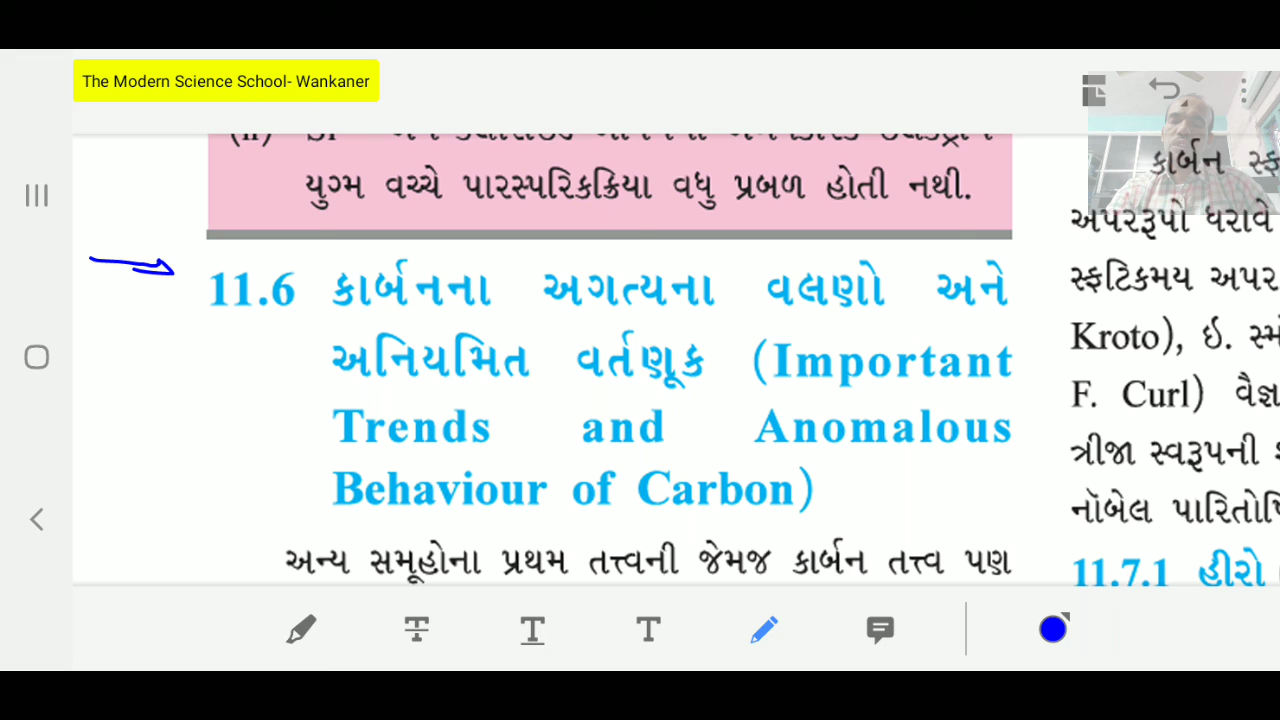 The Modern Science School- Wankaner
યુગ્મ વચ્ચે પારસ્પરિકક્રિયા વધુ પ્રબળ હોતી નથી.
11.6 કાર્બનના અગત્યના વલણો અને
અનિયમિત વર્તણૂક (Important
Trends and Anomalous
Behaviour of Carbon)
અન્ય સમૂહોના પ્રથમ તત્ત્વની જેમજ કાર્બન તત્ત્વ પણ
કાર્બન
અપરરૂપો ધરાવે
સ્ફટિકમય અપર
Kroto), ઇ.
F. Curl)
ત્રીજા સ્વરૂપની
નૉબેલ
11.7.1 હીરો
T
T
T